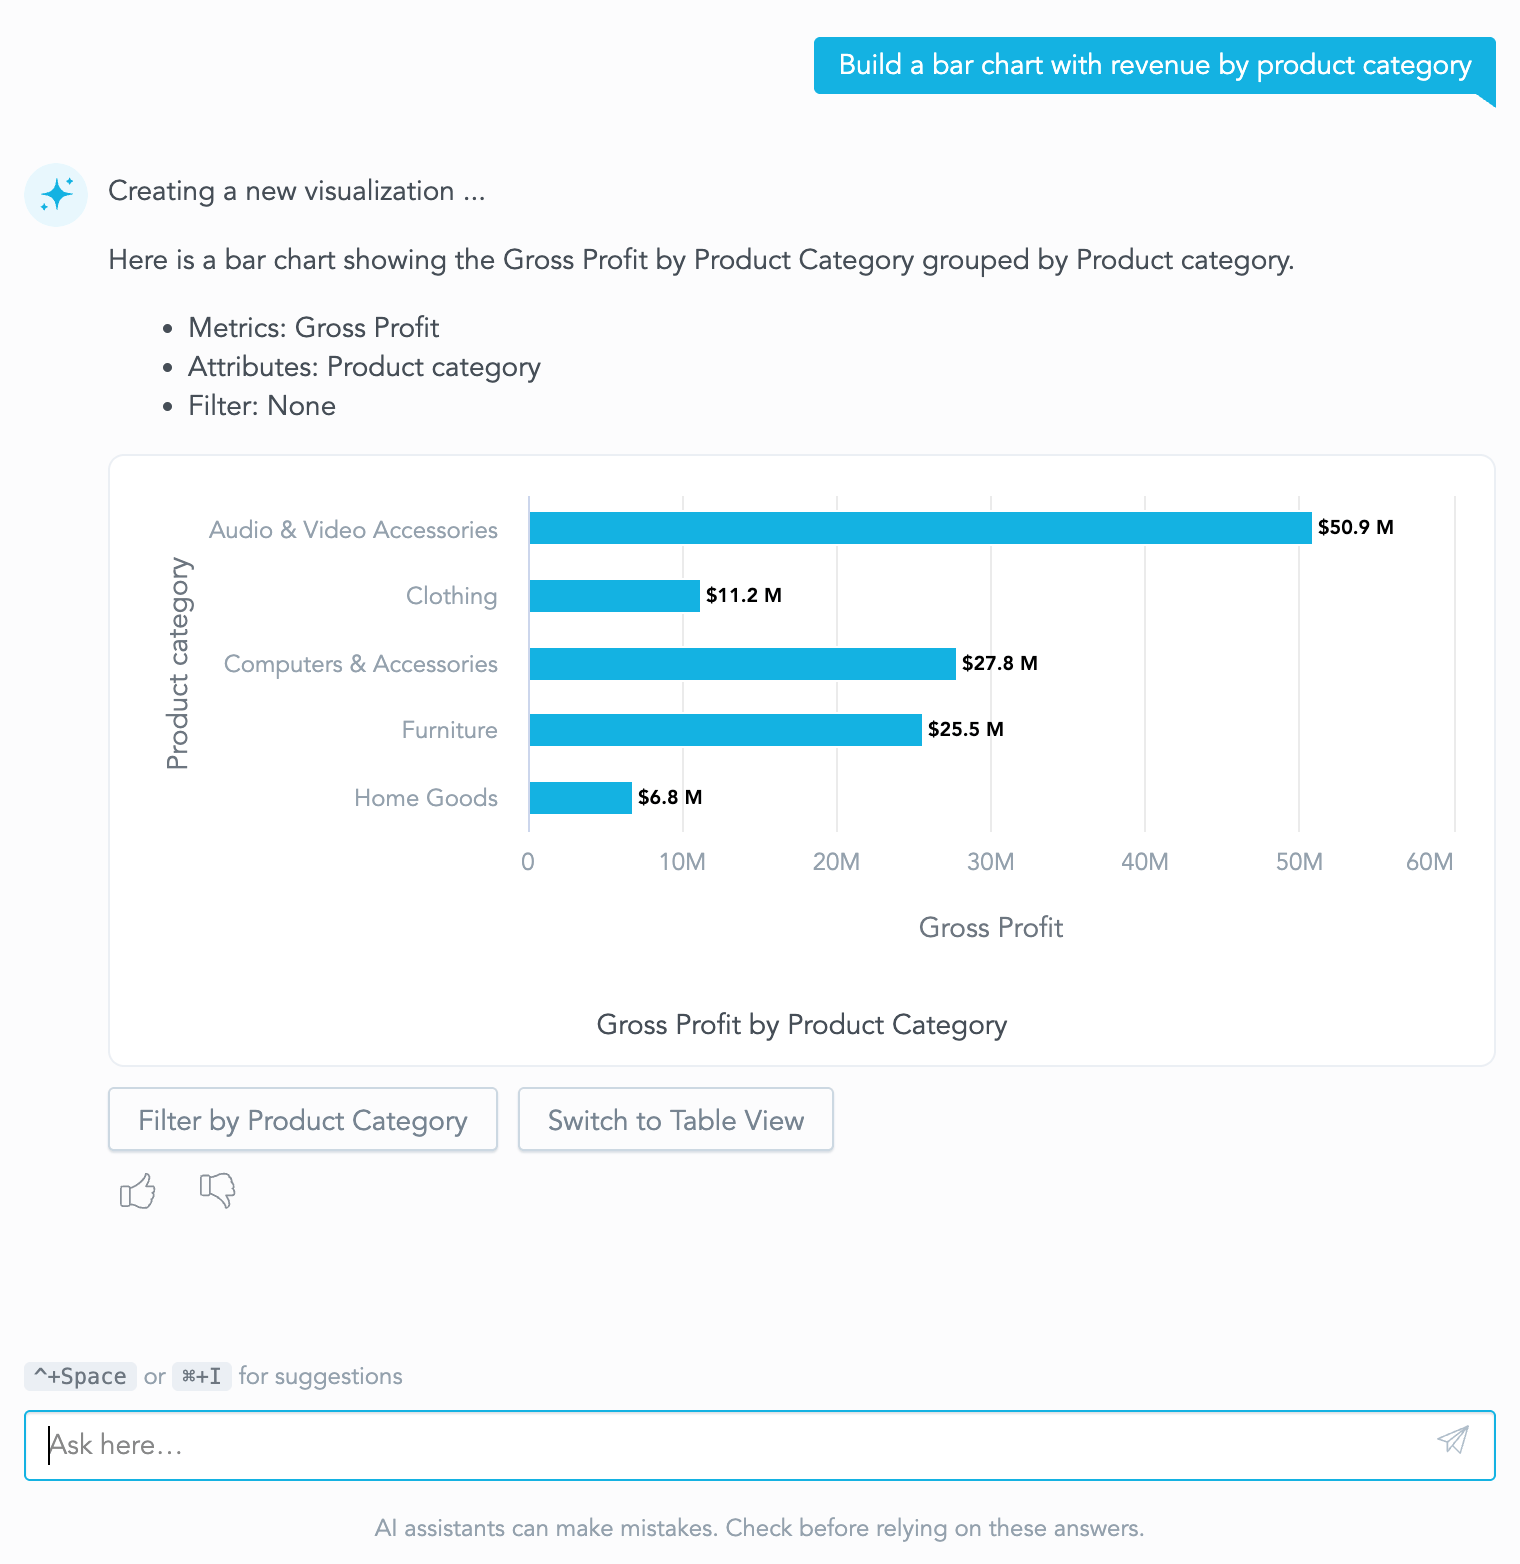 Build a bar chart with revenue by product category
Creating a new visualization ...
Here is a bar chart showing the Gross Profit by Product Category grouped by Product category.
• Metrics: Gross Profit
• Attributes: Product category
• Filter: None
Product category
Audio & Video Accessories
$50.9 M
Clothing
$11.2 M
Computers & Accessories
$27.8 M
Furniture
$25.5 M
Home Goods
$6.8 M
0 10M 20M 30M 40M 50M 60M
Gross Profit
Gross Profit by Product Category
Filter by Product Category
Switch to Table View
^+Space or ⌘+I for suggestions
Ask here...
AI assistants can make mistakes. Check before relying on these answers.